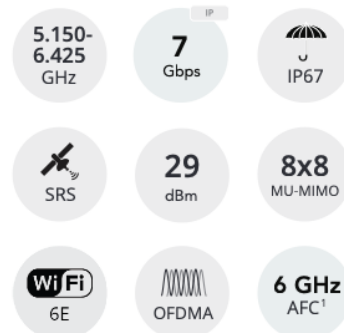 IP
5.150-
6.425
GHz
7
Gbps
IP67
SRS
29
dBm
8x8
MU-MIMO
Wi Fi
6E
OFDMA
6 GHz
AFC¹